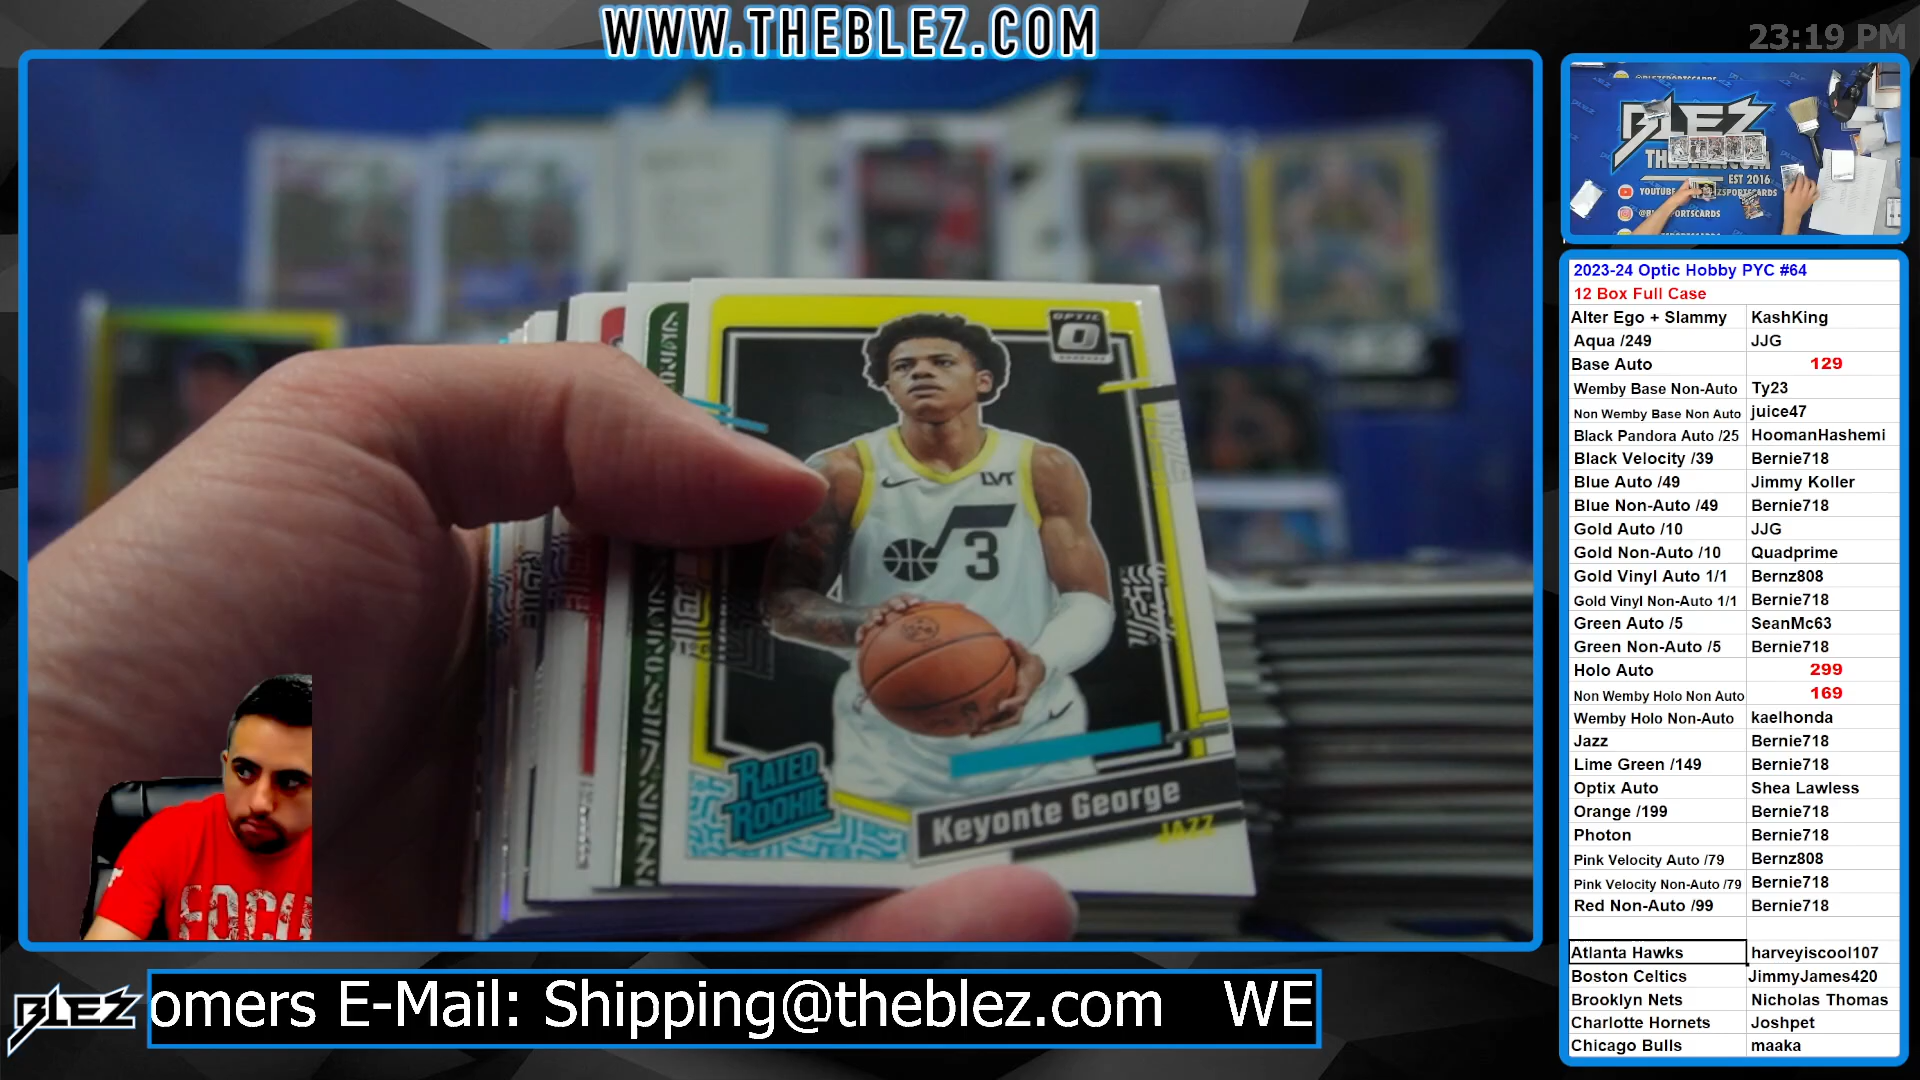 WWW.THEBLEZ.COM
23:19 PM
BLEZ
EST 2016
2023-24 Optic Hobby PYC #64
12 Box Full Case
Alter Ego + Slammy KashKing
Aqua /249 JJG
Base Auto 129
Wemby Base Non-Auto Ty23
Non Wemby Base Non Auto juice47
Black Pandora Auto /25 HoomanHashemi
Black Velocity /39 Bernie718
Blue Auto /49 Jimmy Koller
Blue Non-Auto /49 Bernie718
Gold Auto /10 JJG
Gold Non-Auto /10 Quadprime
Gold Vinyl Auto 1/1 Bernz808
Gold Vinyl Non-Auto 1/1 Bernie718
Green Auto /5 SeanMc63
Green Non-Auto /5 Bernie718
Holo Auto 299
Non Wemby Holo Non Auto 169
Wemby Holo Non-Auto kaelhonda
Jazz Bernie718
Lime Green /149 Bernie718
Optix Auto Shea Lawless
Orange /199 Bernie718
Photon Bernie718
Pink Velocity Auto /79 Bernz808
Pink Velocity Non-Auto /79 Bernie718
Red Non-Auto /99 Bernie718
Atlanta Hawks harveyiscool107
Boston Celtics JimmyJames420
Brooklyn Nets Nicholas Thomas
Charlotte Hornets Joshpet
Chicago Bulls maaka
OPTIC
LVT
3
RATED
ROOKIE
Keyonte George
JAZZ
BLEZ
omers E-Mail: Shipping@theblez.com WE